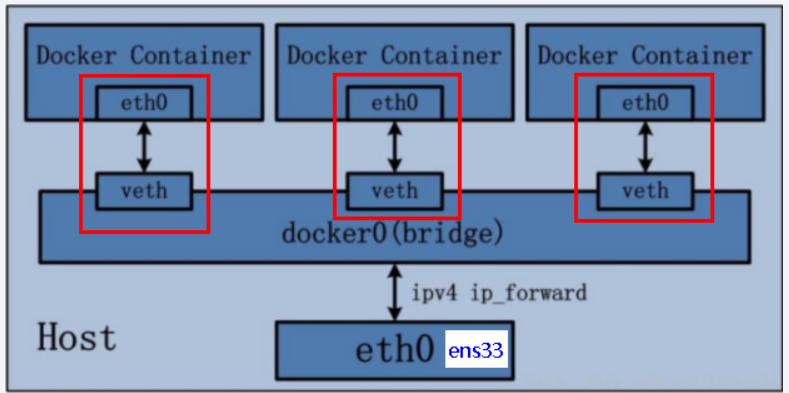 Docker Container Docker Container Docker Container
eth0 eth0 eth0
veth veth veth
docker0(bridge)
ipv4 ip_forward
Host
eth0 ens33